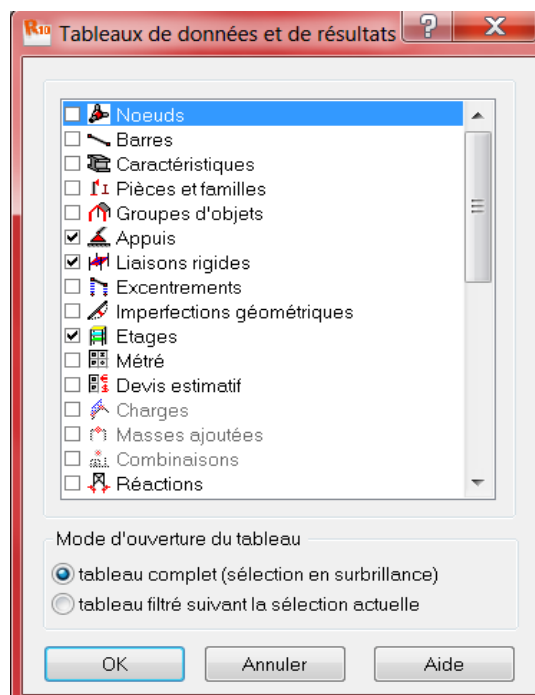 R10 Tableaux de données et de résultats ? X
Noeuds
Barres
Caractéristiques
Pièces et familles
Groupes d'objets
Appuis
Liaisons rigides
Excentrements
Imperfections géométriques
Etages
Métré
Devis estimatif
Charges
Masses ajoutées
Combinaisons
Réactions
Mode d'ouverture du tableau
tableau complet (sélection en surbrillance)
tableau filtré suivant la sélection actuelle
OK Annuler Aide